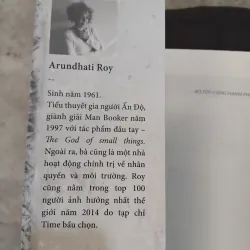 Arundhati Roy
--
Sinh năm 1961.
Tiểu thuyết gia người Ấn Độ,
giành giải Man Booker năm
1997 với tác phẩm đầu tay –
The God of small things.
Ngoài ra, bà cũng là một nhà
hoạt động chính trị về nhân
quyền và môi trường. Roy
cũng nằm trong top 100
người ảnh hưởng nhất thế
giới năm 2014 do tạp chí
Time bầu chọn.